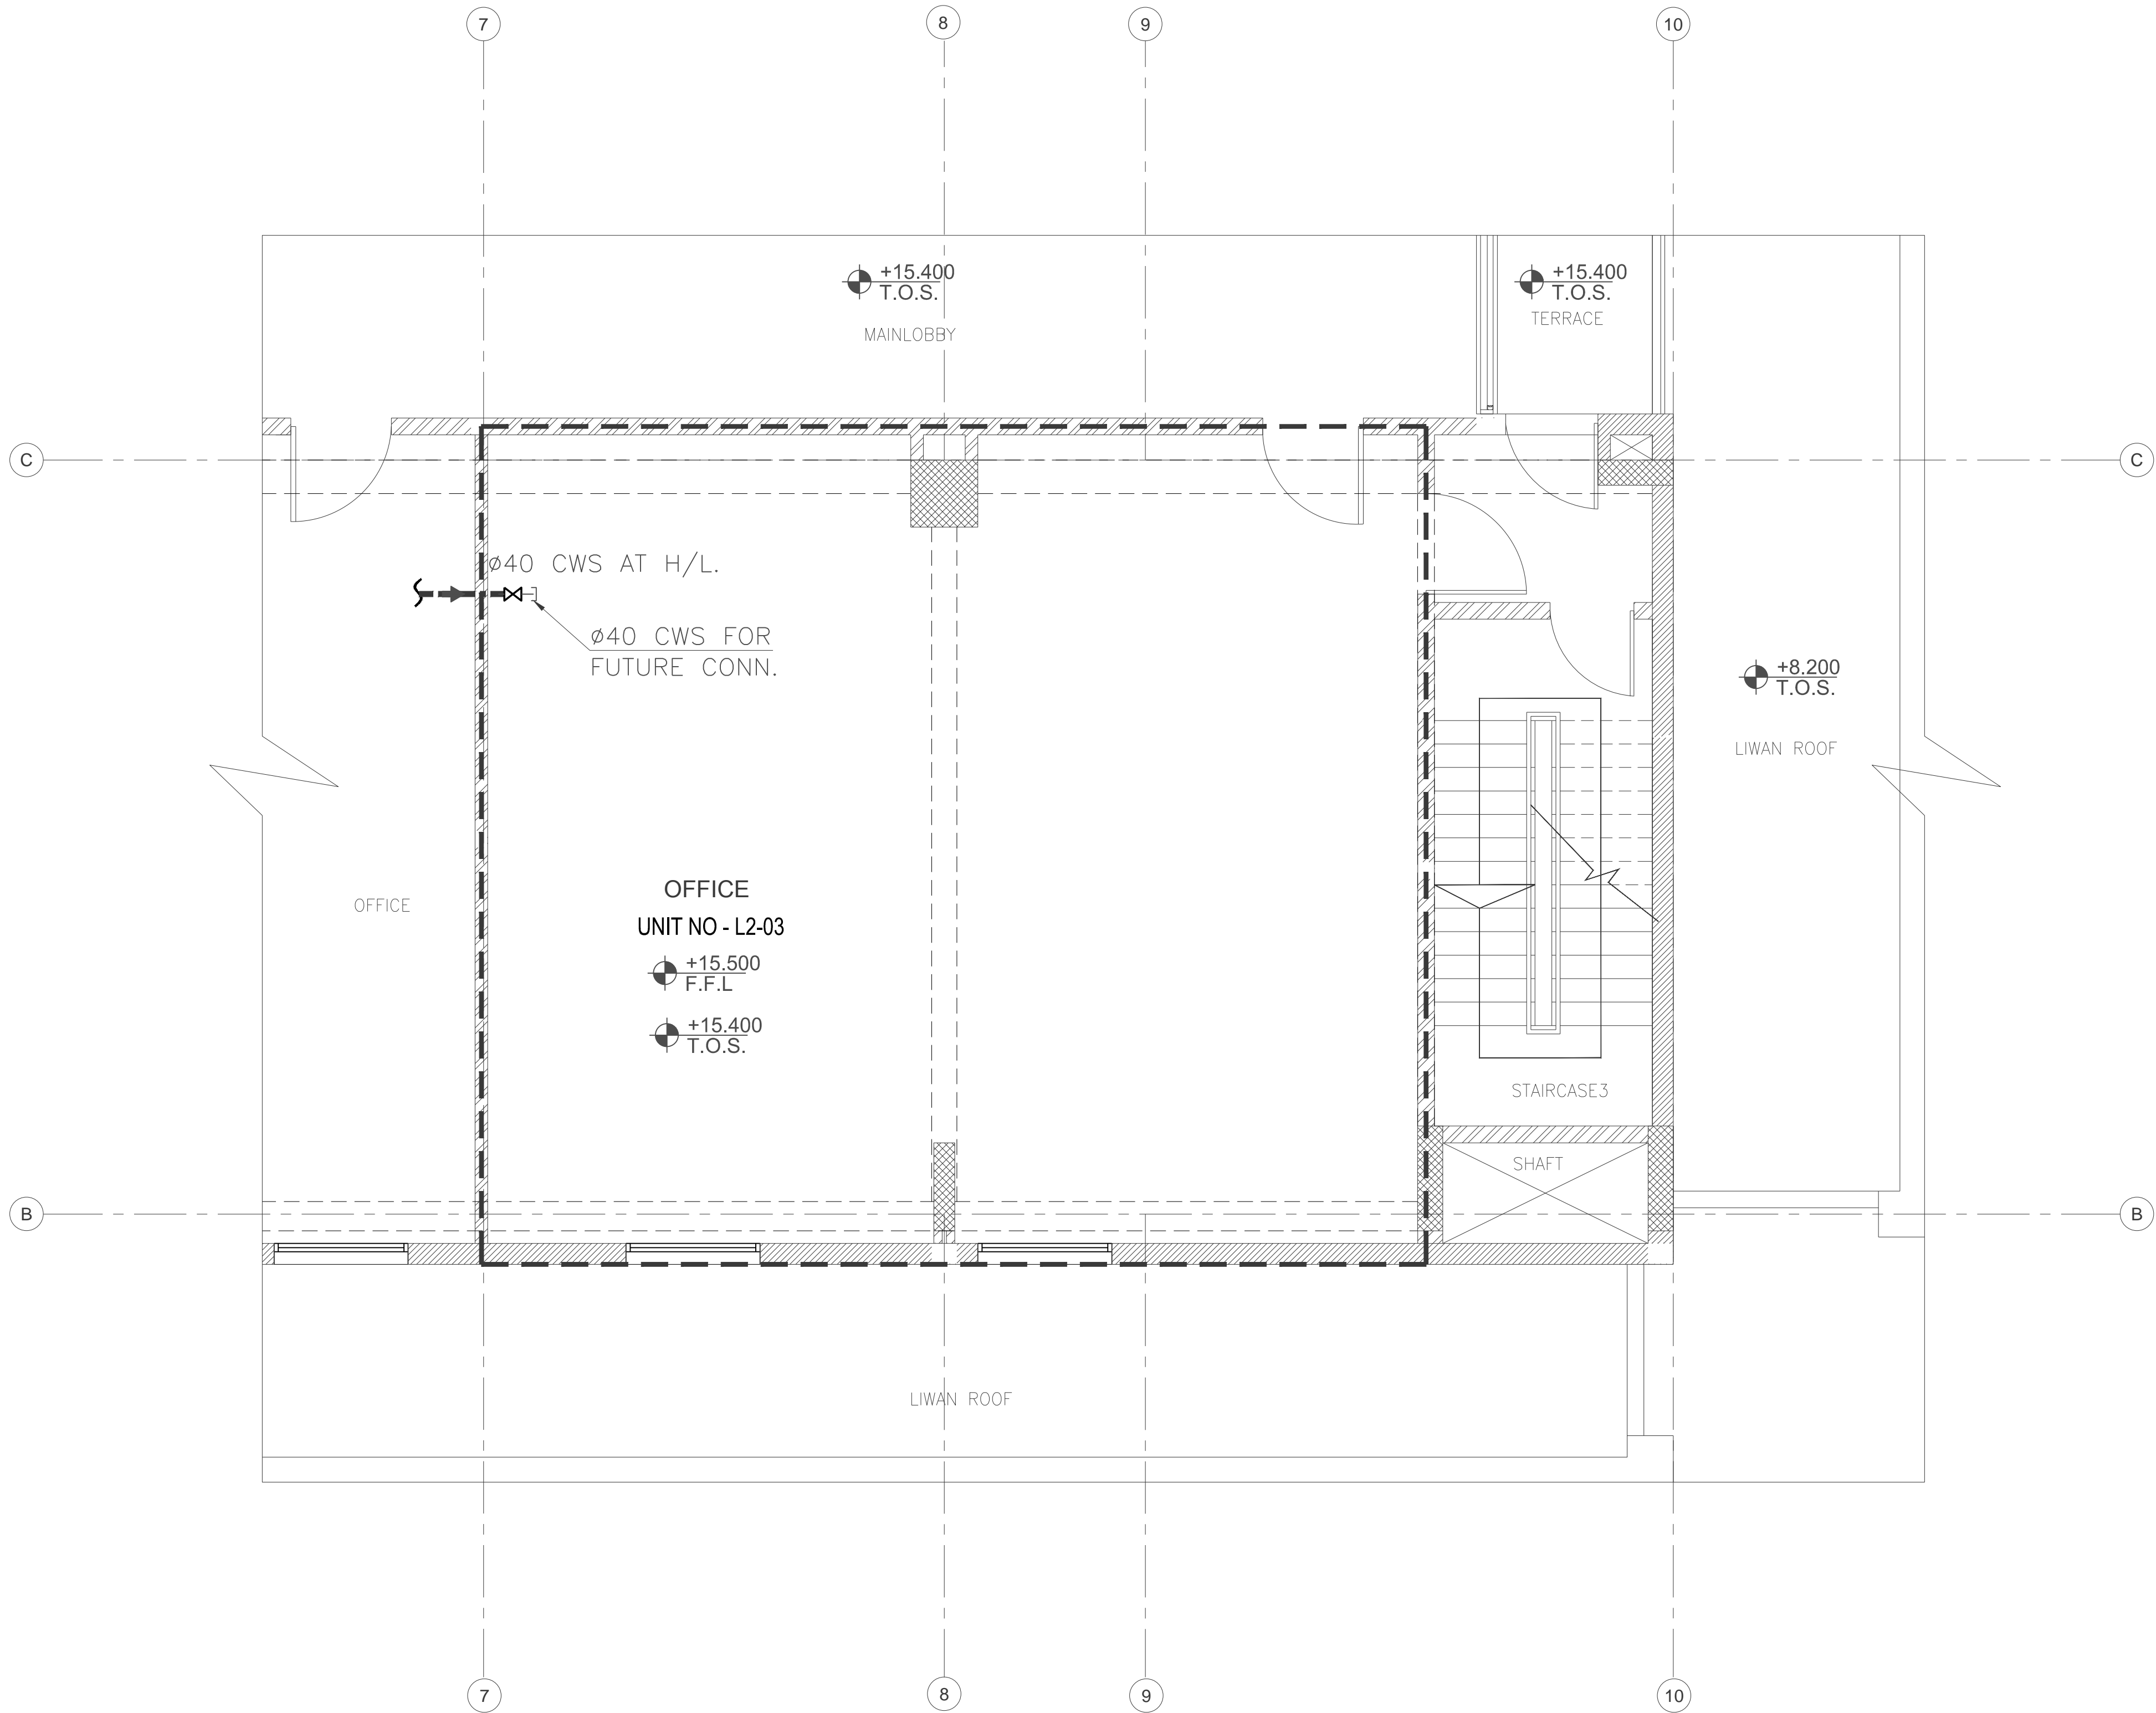 7
8
9
10
+15.400
T.O.S.
MAINLOBBY
+15.400
T.O.S.
TERRACE
C
C
ø40 CWS AT H/L.
ø40 CWS FOR
FUTURE CONN.
+8.200
T.O.S.
LIWAN ROOF
OFFICE
OFFICE
UNIT NO - L2-03
+15.500
F.F.L
+15.400
T.O.S.
STAIRCASE3
SHAFT
B
B
LIWAN ROOF
7
8
9
10